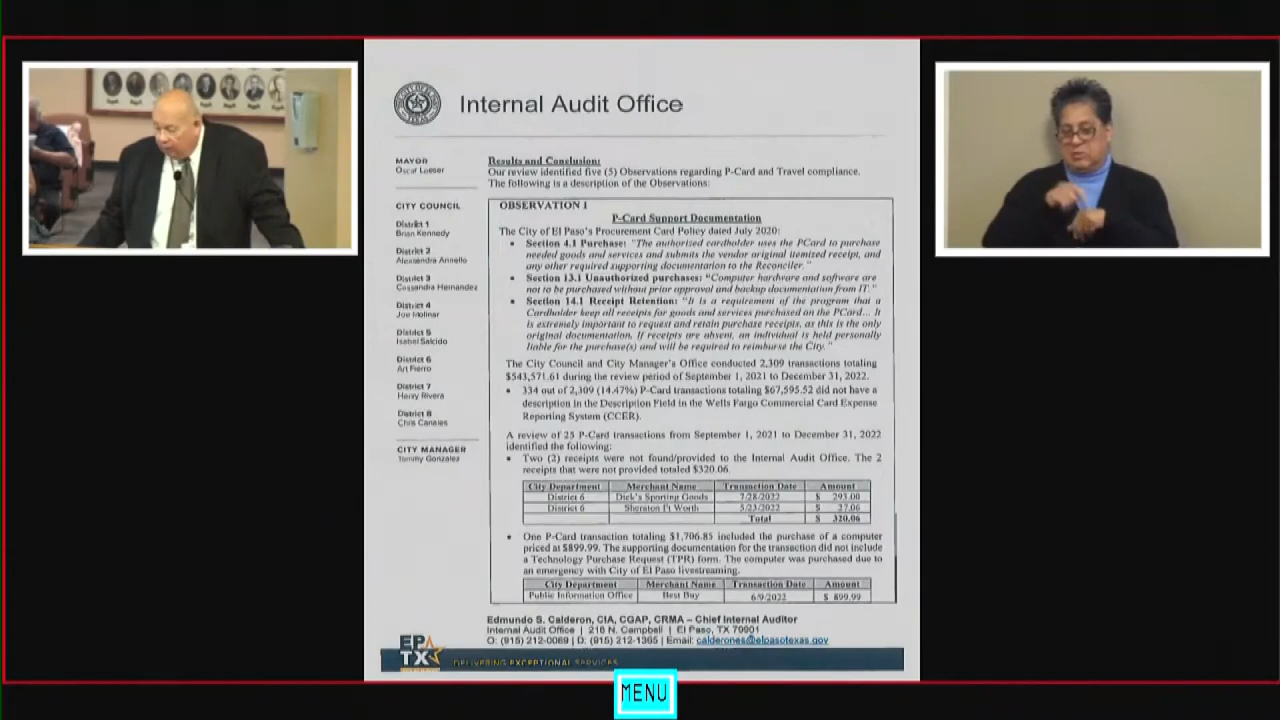 Internal Audit Office
MAYOR
Oscar Leeser
CITY COUNCIL
District 1
Brian Kennedy
District 2
Alexsandra Annello
District 3
Cassandra Hernandez
District 4
Joe Molinar
District 5
Isabel Salcido
District 6
Art Fierro
District 7
Henry Rivera
District 8
Chris Canales
CITY MANAGER
Tommy Gonzalez
Results and Conclusion:
Our review identified five (5) Observations regarding P-Card and Travel compliance.
The following is a description of the Observations:
OBSERVATION 1
P-Card Support Documentation
The City of El Paso's Procurement Card Policy dated July 2020:
• Section 4.1 Purchase: "The authorized cardholder uses the PCard to purchase
needed goods and services and submits the vendor original itemized receipt, and
any other required supporting documentation to the Reconciler."
• Section 13.1 Unauthorized purchases: "Computer hardware and software are
not to be purchased without prior approval and backup documentation from IT."
• Section 14.1 Receipt Retention: "It is a requirement of the program that a
Cardholder keep all receipts for goods and services purchased on the PCard... It
is extremely important to request and retain purchase receipts, as this is the only
original documentation. If receipts are absent, an individual is held personally
liable for the purchase(s) and will be required to reimburse the City."
The City Council and City Manager's Office conducted 2,309 transactions totaling
$543,571.61 during the review period of September 1, 2021 to December 31, 2022.
• 334 out of 2,309 (14.47%) P-Card transactions totaling $67,595.52 did not have a
description in the Description Field in the Wells Fargo Commercial Card Expense
Reporting System (CCER).
A review of 25 P-Card transactions from September 1, 2021 to December 31, 2022
identified the following:
• Two (2) receipts were not found/provided to the Internal Audit Office. The 2
receipts that were not provided totaled $320.06.
City Department Merchant Name Transaction Date Amount
District 6 Dick's Sporting Goods 7/28/2022 $ 293.00
District 6 Sheraton Ft Worth 5/23/2022 $ 27.06
Total $ 320.06
• One P-Card transaction totaling $1,706.85 included the purchase of a computer
priced at $899.99. The supporting documentation for the transaction did not include
a Technology Purchase Request (TPR) form. The computer was purchased due to
an emergency with City of El Paso livestreaming.
City Department Merchant Name Transaction Date Amount
Public Information Office Best Buy 6/9/2022 $ 899.99
Edmundo S. Calderon, CIA, CGAP, CRMA – Chief Internal Auditor
Internal Audit Office | 218 N. Campbell | El Paso, TX 79901
O: (915) 212-0069 | D: (915) 212-1365 | Email: calderones@elpasotexas.gov
EP
TX
DELIVERING EXCEPTIONAL SERVICES
MENU